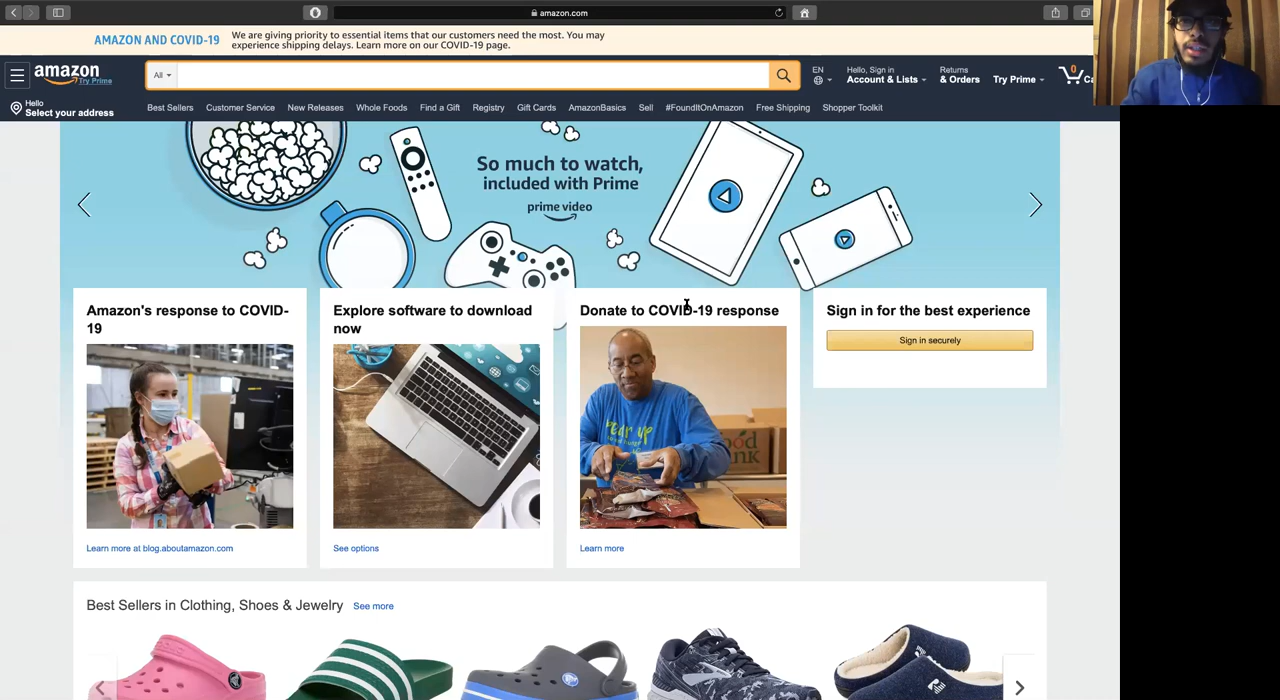 amazon.com
AMAZON AND COVID-19
We are giving priority to essential items that our customers need the most. You may
experience shipping delays. Learn more on our COVID-19 page.
amazon
Try Prime
All
EN
Hello, Sign in
Account & Lists
Returns
& Orders
Try Prime
0
Hello
Select your address
Best Sellers
Customer Service
New Releases
Whole Foods
Find a Gift
Registry
Gift Cards
AmazonBasics
Sell
#FoundItOnAmazon
Free Shipping
Shopper Toolkit
So much to watch,
included with Prime
prime video
Amazon's response to COVID-
19
Explore software to download
now
Donate to COVID-19 response
Sign in for the best experience
Sign in securely
Learn more at blog.aboutamazon.com
See options
Learn more
Best Sellers in Clothing, Shoes & Jewelry
See more